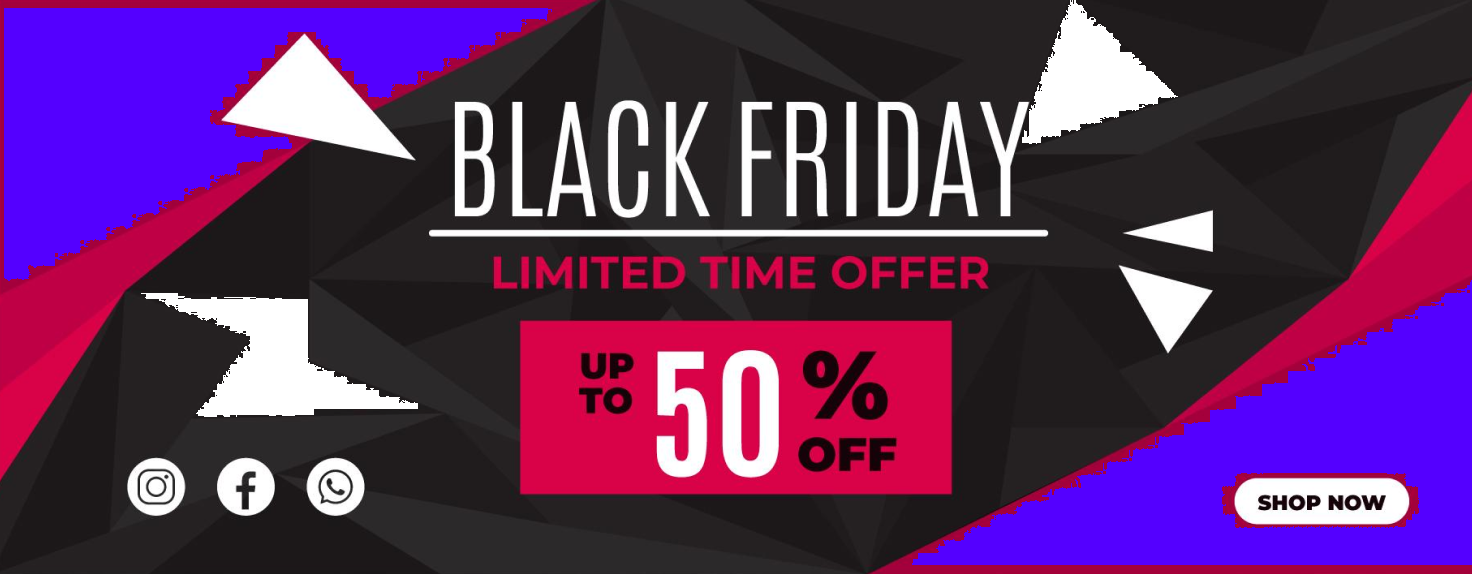 BLACK FRIDAY
LIMITED TIME OFFER
UP TO 50% OFF
SHOP NOW